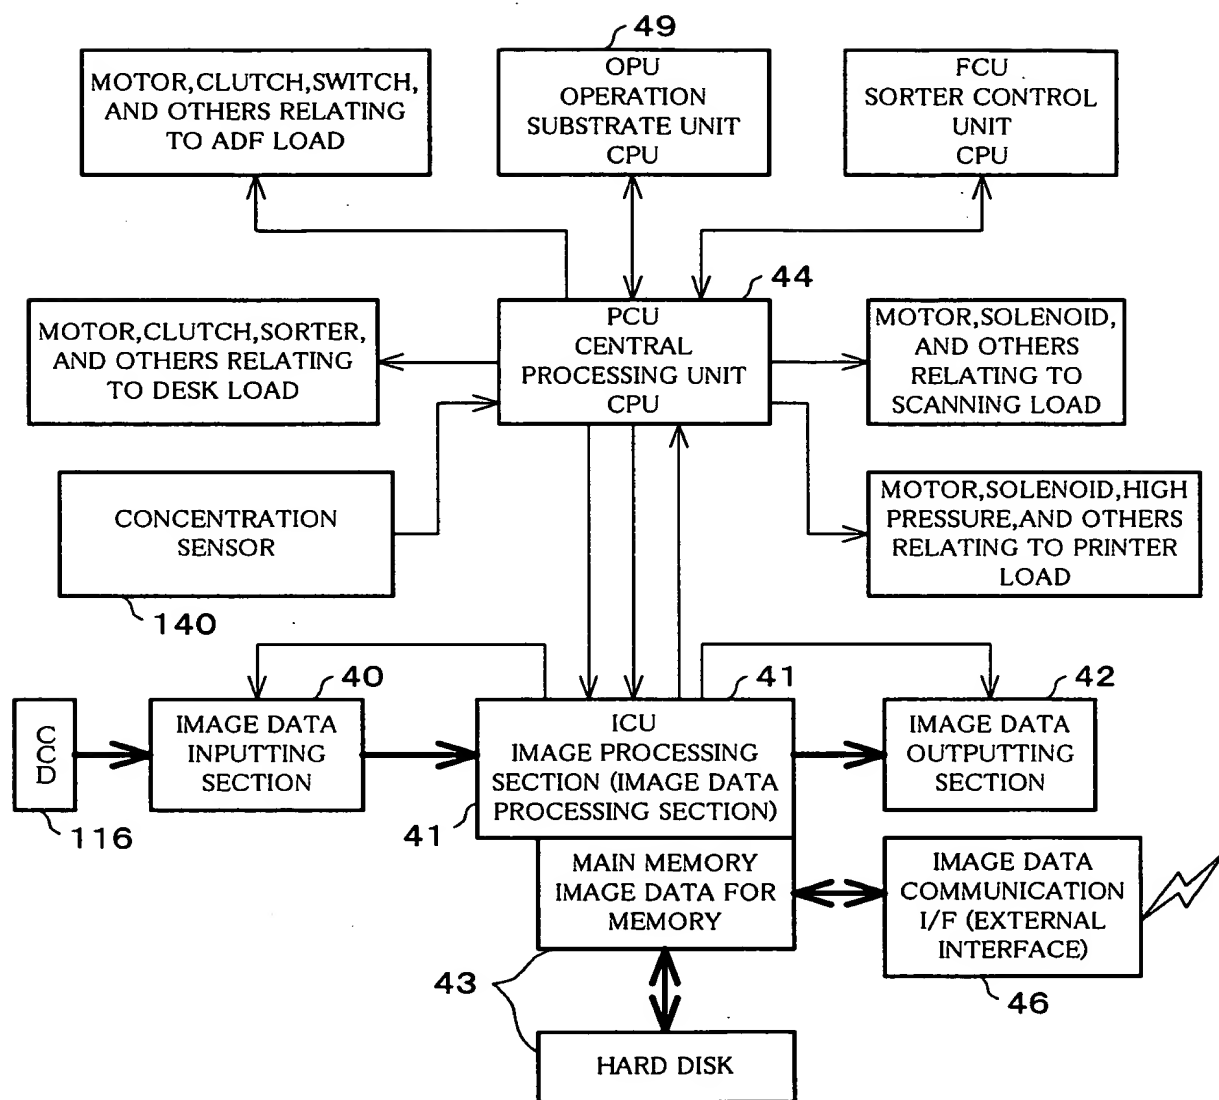 49
MOTOR,CLUTCH,SWITCH,
AND OTHERS RELATING
TO ADF LOAD
OPU
OPERATION
SUBSTRATE UNIT
CPU
FCU
SORTER CONTROL
UNIT
CPU
44
MOTOR,CLUTCH,SORTER,
AND OTHERS RELATING
TO DESK LOAD
PCU
CENTRAL
PROCESSING UNIT
CPU
MOTOR,SOLENOID,
AND OTHERS
RELATING TO
SCANNING LOAD
CONCENTRATION
SENSOR
140
MOTOR,SOLENOID,HIGH
PRESSURE,AND OTHERS
RELATING TO PRINTER
LOAD
40
41
42
CCD
116
IMAGE DATA
INPUTTING
SECTION
ICU
IMAGE PROCESSING
SECTION (IMAGE DATA
PROCESSING SECTION)
41
IMAGE DATA
OUTPUTTING
SECTION
MAIN MEMORY
IMAGE DATA FOR
MEMORY
IMAGE DATA
COMMUNICATION
I/F (EXTERNAL
INTERFACE)
43
46
HARD DISK